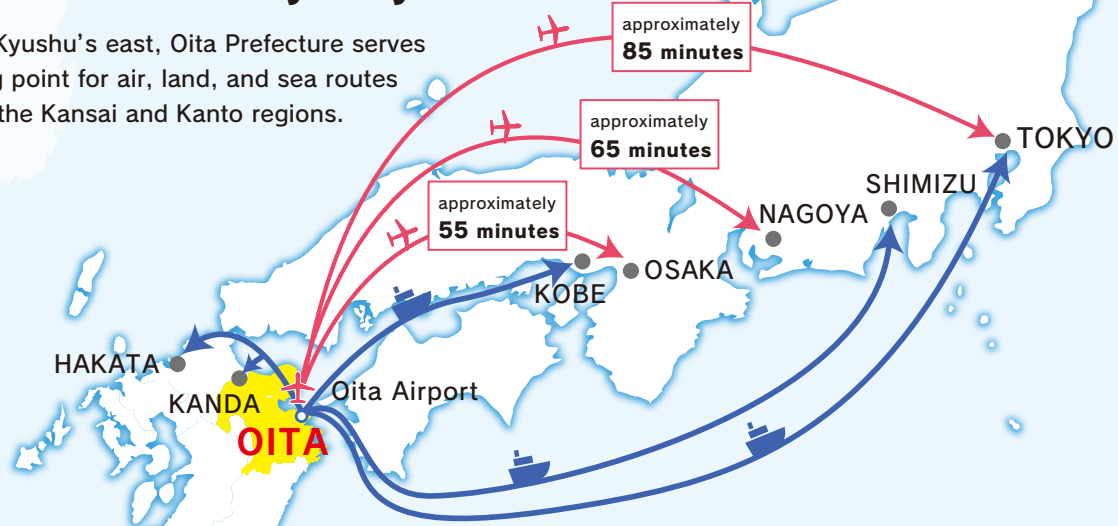 Kyushu's east, Oita Prefecture serves
point for air, land, and sea routes
the Kansai and Kanto regions.
approximately
85 minutes
approximately
65 minutes
approximately
55 minutes
TOKYO
SHIMIZU
NAGOYA
OSAKA
KOBE
HAKATA
KANDA
Oita Airport
OITA